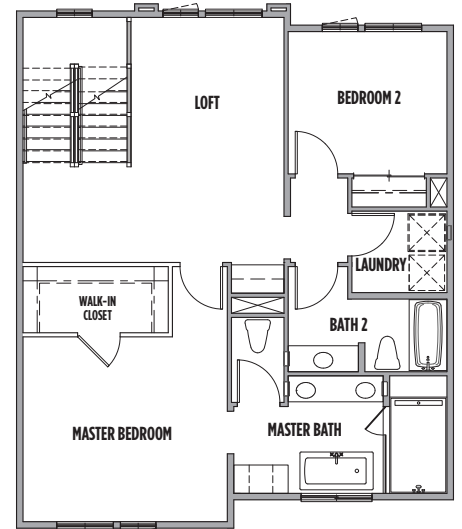 LOFT
BEDROOM 2
LAUNDRY
WALK-IN
CLOSET
BATH 2
MASTER BEDROOM
MASTER BATH